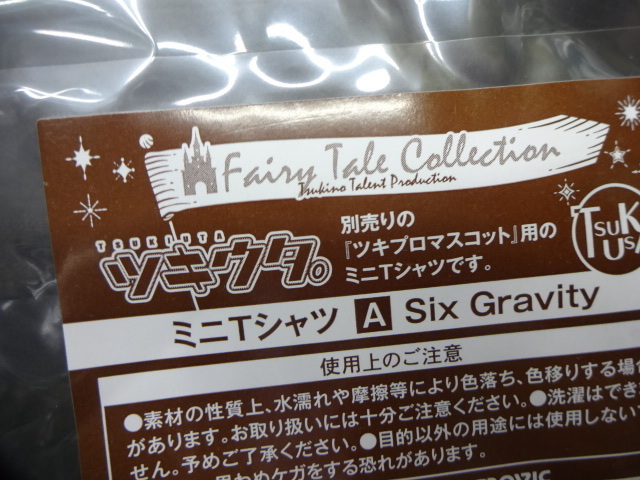 Fairy Tale Collection
Tsukino Talent Production
TSUKIUTA
ツキウタ。
別売りの
『ツキプロマスコット』用の
ミニTシャツです。
TSUKI
USA
ミニTシャツ A Six Gravity
使用上のご注意
●素材の性質上、水濡れや摩擦等により色落ち、色移りする場合
があります。お取り扱いには十分ご注意ください。●洗濯はでき
せん。予めご了承ください。●目的以外の用途には使用しない
思わぬケガをする恐れがあります。